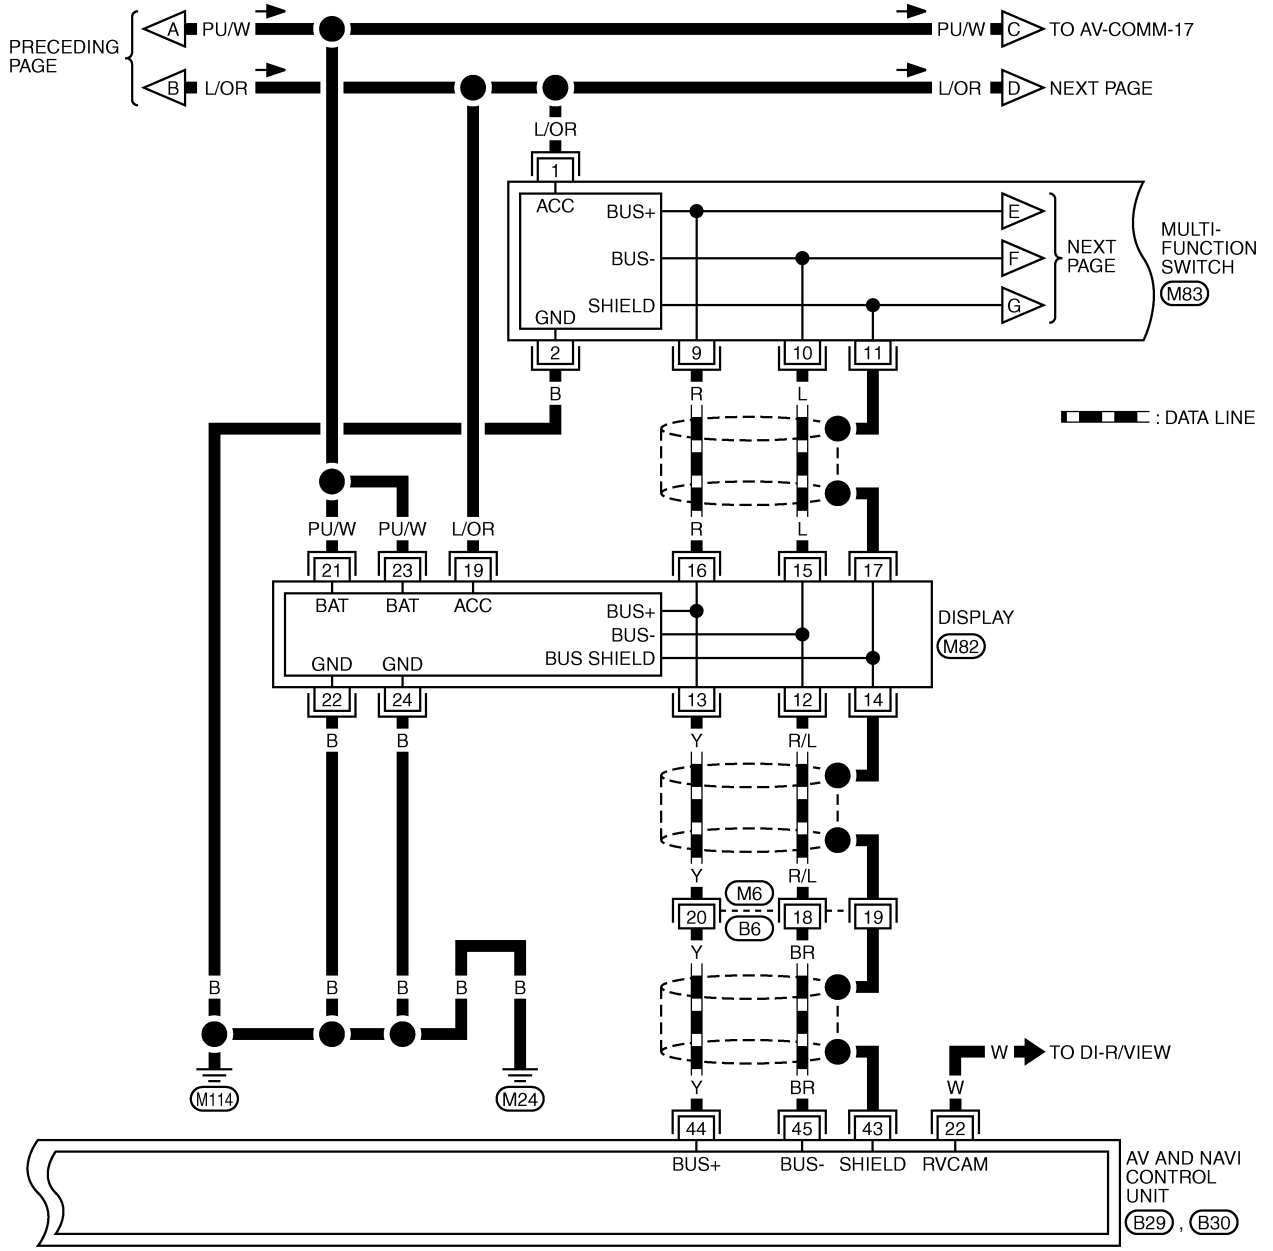 PRECEDING
PAGE
A PU/W PU/W C TO AV-COMM-17
B L/OR L/OR D NEXT PAGE
L/OR
1
ACC BUS+ E
BUS- F
SHIELD G
GND
NEXT
PAGE
MULTI-
FUNCTION
SWITCH
M83
2 9 10 11
B R L
: DATA LINE
PU/W PU/W L/OR R L
21 23 19 16 15 17
BAT BAT ACC BUS+
BUS-
BUS SHIELD
GND GND
DISPLAY
M82
22 24 13 12 14
B B Y R/L
Y R/L
M6
20 18 19
B6
Y BR
B B B B B
M114 M24
W TO DI-R/VIEW
Y BR W
44 45 43 22
BUS+ BUS- SHIELD RVCAM
AV AND NAVI
CONTROL
UNIT
B29 , B30